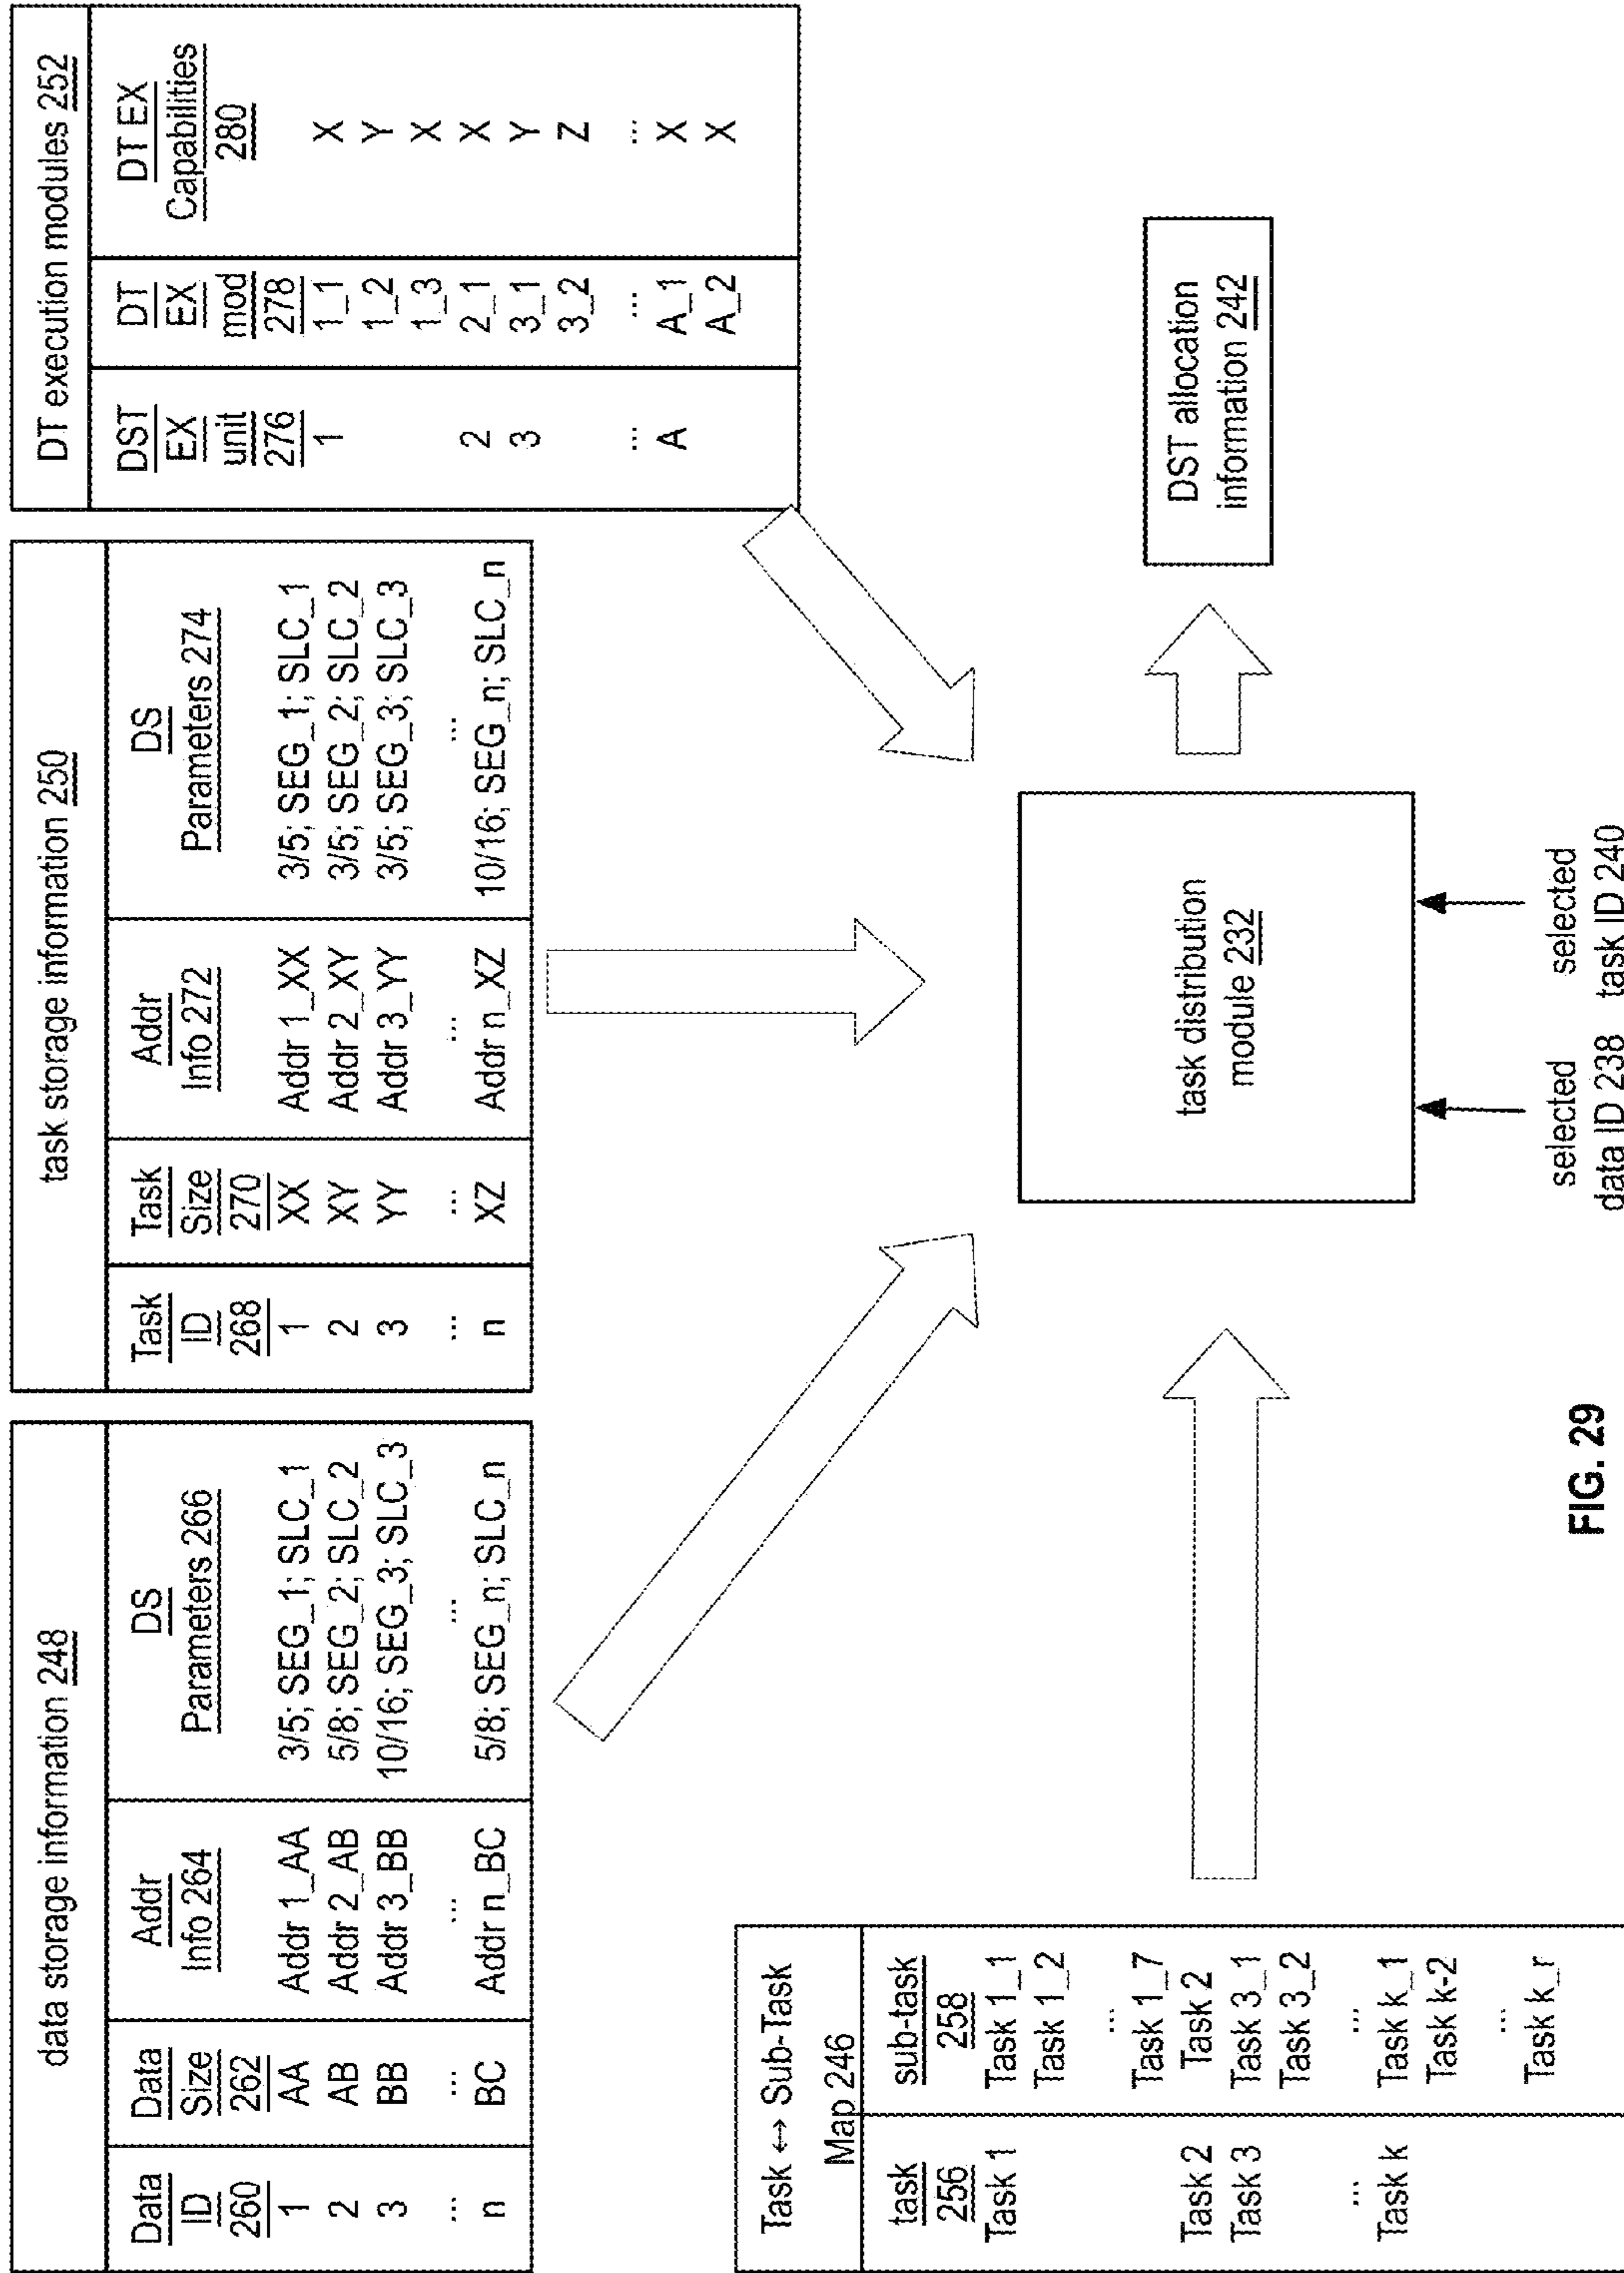 data storage information 248
Data ID 260 Data Size 262 Addr Info 264 DS Parameters 266
1 AA Addr 1_AA 3/5; SEG_1; SLC_1
2 AB Addr 2_AB 5/8; SEG_2; SLC_2
3 BB Addr 3_BB 10/16; SEG_3; SLC_3
... ... ... ...
n BC Addr n_BC 5/8; SEG_n; SLC_n
task storage information 250
Task ID 268 Task Size 270 Addr Info 272 DS Parameters 274
1 XX Addr 1_XX 3/5; SEG_1; SLC_1
2 XY Addr 2_XY 3/5; SEG_2; SLC_2
3 YY Addr 3_YY 3/5; SEG_3; SLC_3
... ... ... ...
n XZ Addr n_XZ 10/16; SEG_n; SLC_n
DT execution modules 252
DST EX unit 276 DT EX mod 278 DT EX Capabilities 280
1 1_1 X
1_2 Y
1_3 X
2 2_1 X
3 3_1 Y
3_2 Z
... ... ...
A A_1 X
A_2 X
Task ↔ Sub-Task
Map 246
task 256 sub-task 258
Task 1 Task 1_1
Task 1_2
...
Task 1_7
Task 2 Task 2
Task 3 Task 3_1
Task 3_2
... ...
Task k Task k_1
Task k-2
...
Task k_r
task distribution
module 232
DST allocation
information 242
selected
data ID 238
selected
task ID 240
FIG. 29